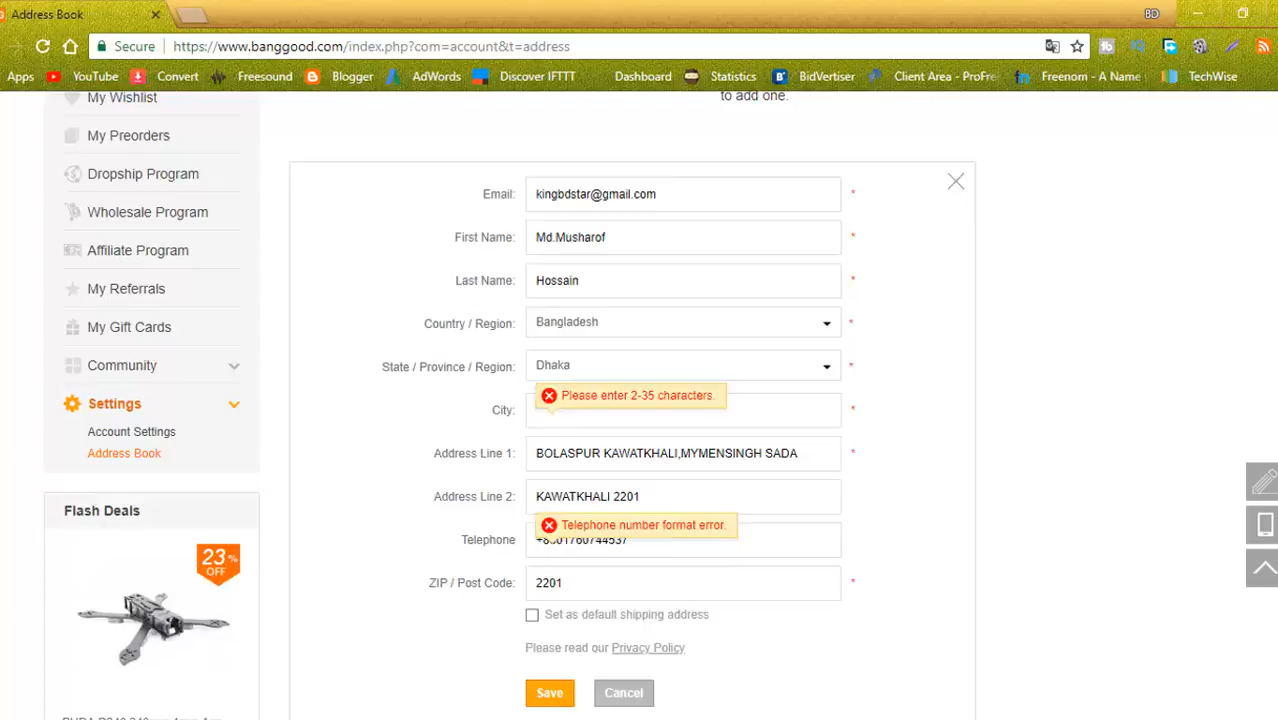 Address Book
BD
Secure
https://www.banggood.com/index.php?com=account&t=address
Apps YouTube Convert Freesound Blogger AdWords Discover IFTTT Dashboard Statistics BidVertiser Client Area - ProFre Freenom - A Name TechWise
My Wishlist
My Preorders
Dropship Program
Wholesale Program
Affiliate Program
My Referrals
My Gift Cards
Community
Settings
Account Settings
Address Book
Flash Deals
23%
OFF
to add one.
Email: kingbdstar@gmail.com *
First Name: Md.Musharof *
Last Name: Hossain *
Country / Region: Bangladesh *
State / Province / Region: Dhaka *
Please enter 2-35 characters.
City: *
Address Line 1: BOLASPUR KAWATKHALI,MYMENSINGH SADA *
Address Line 2: KAWATKHALI 2201
Telephone number format error.
Telephone
ZIP / Post Code: 2201 *
Set as default shipping address
Please read our Privacy Policy
Save Cancel